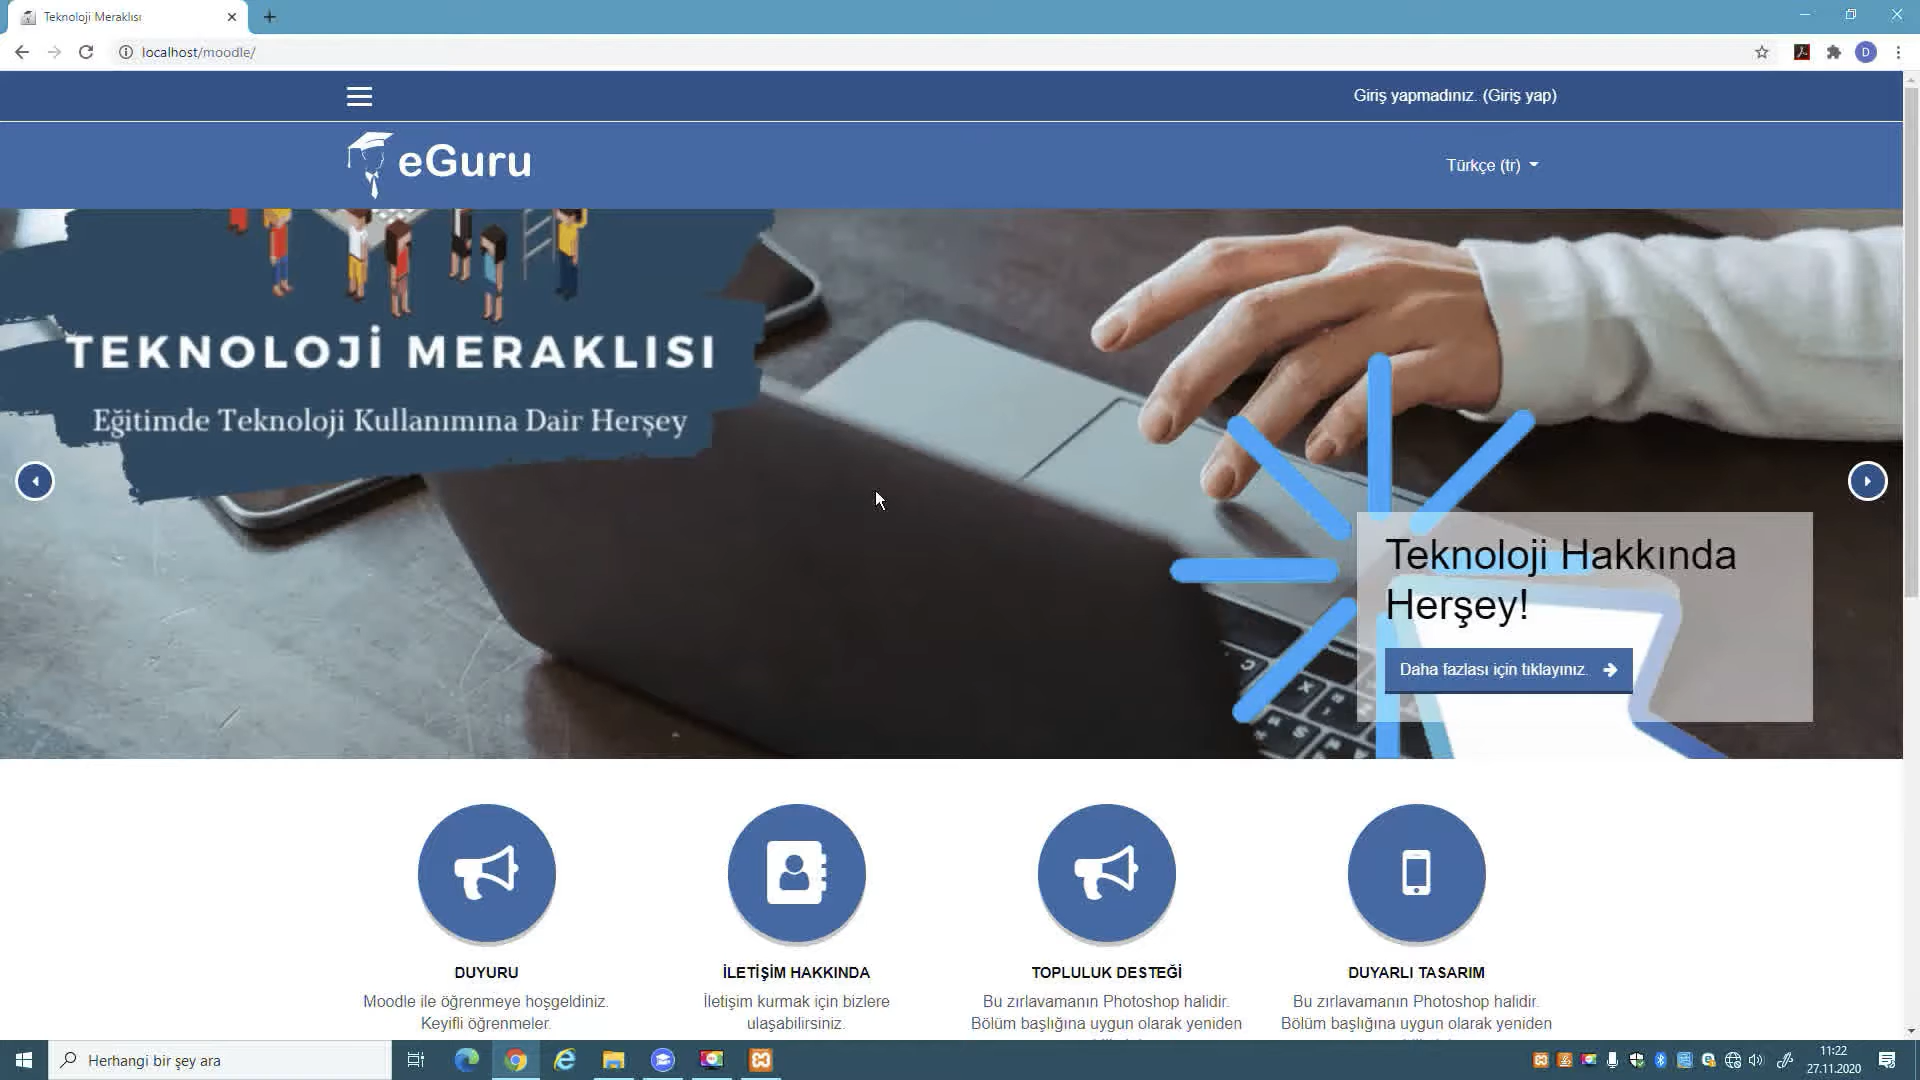 Teknoloji Meraklısı
localhost/moodle/
D
Giriş yapmadınız. (Giriş yap)
eGuru
Türkçe (tr)
TEKNOLOJİ MERAKLISI
Eğitimde Teknoloji Kullanımına Dair Herşey
Teknoloji Hakkında
Herşey!
Daha fazlası için tıklayınız.
DUYURU
Moodle ile öğrenmeye hoşgeldiniz.
Keyifli öğrenmeler.
İLETİŞİM HAKKINDA
İletişim kurmak için bizlere
ulaşabilirsiniz.
TOPLULUK DESTEĞİ
Bu zırlavamanın Photoshop halidir.
Bölüm başlığına uygun olarak yeniden
DUYARLI TASARIM
Bu zırlavamanın Photoshop halidir.
Bölüm başlığına uygun olarak yeniden
Herhangi bir şey ara
11:22
27.11.2020